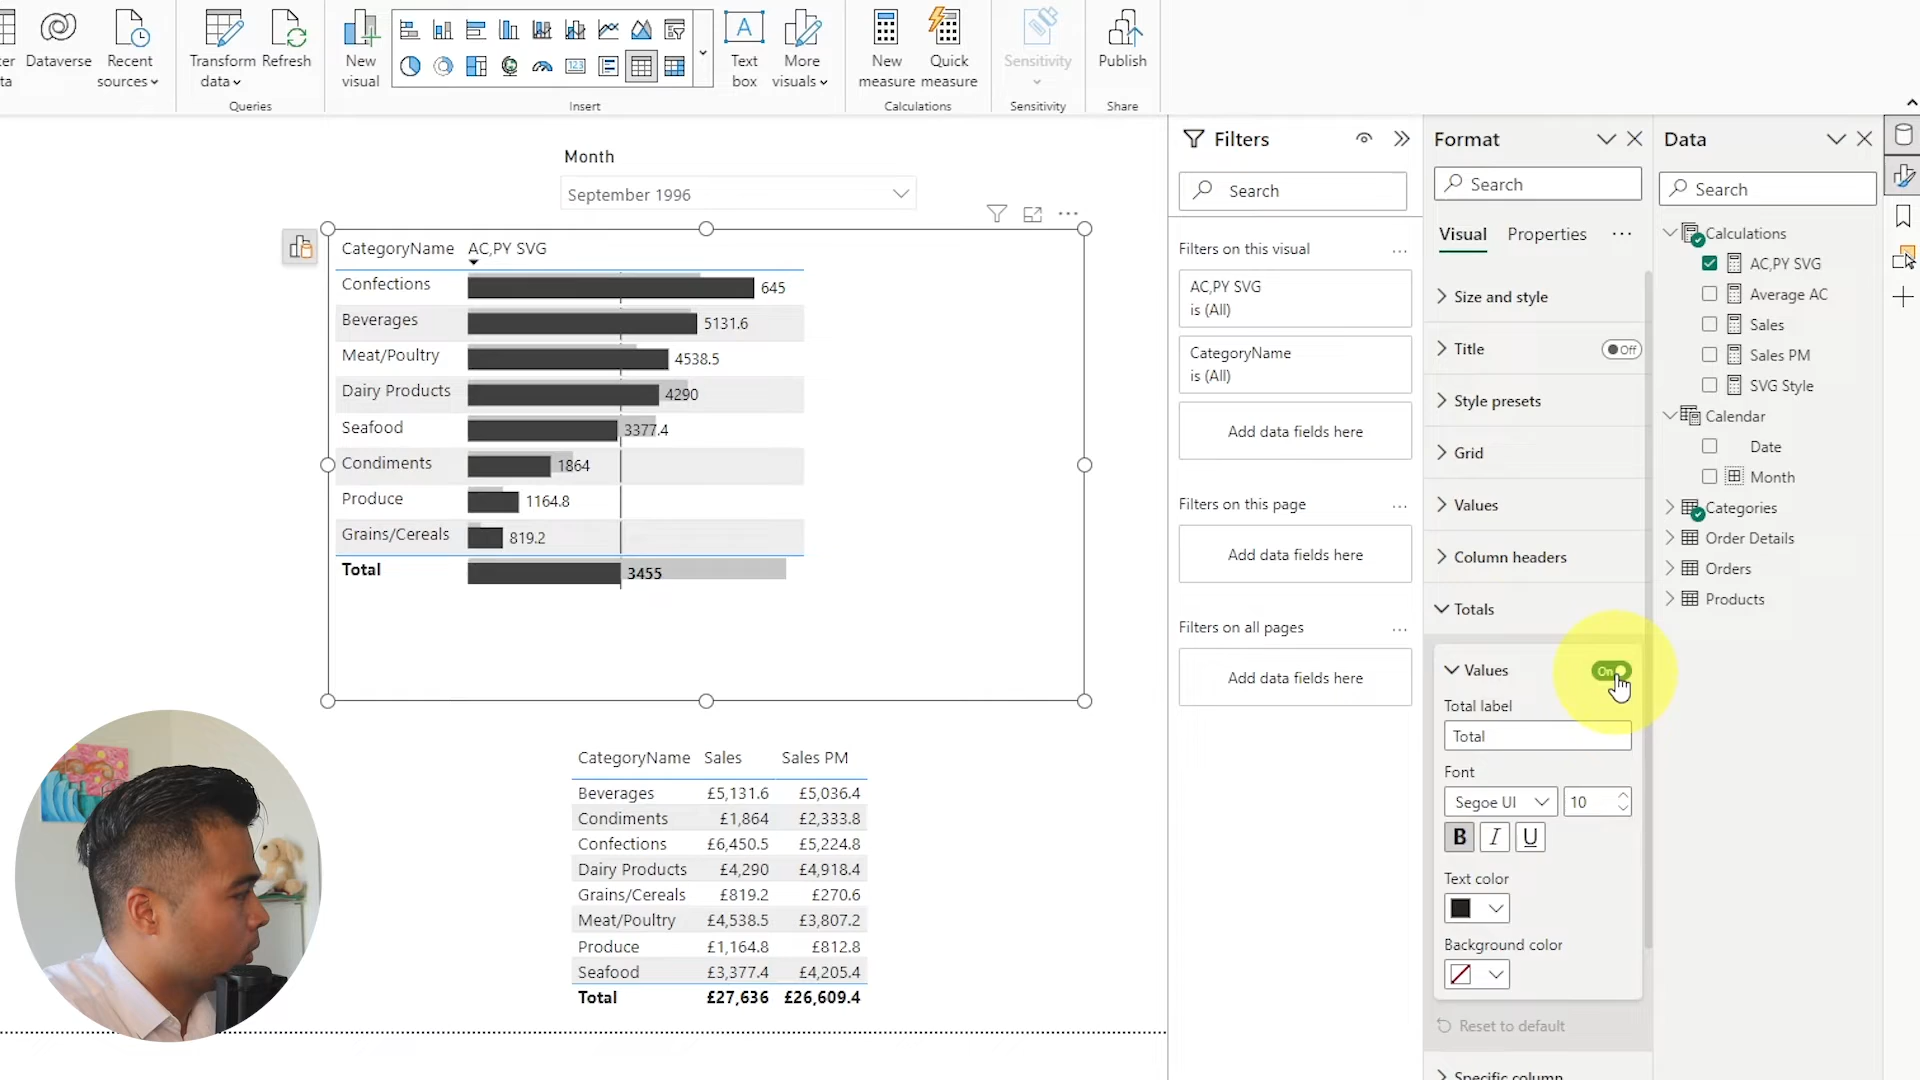 Dataverse
Recent
sources
Transform
data
Refresh
Queries
New
visual
Insert
A
123
Text
box
More
visuals
New
measure
Quick
measure
Calculations
Sensitivity
Sensitivity
Publish
Share
Month
September 1996
CategoryName AC,PY SVG
Confections 645
Beverages 5131.6
Meat/Poultry 4538.5
Dairy Products 4290
Seafood 3377.4
Condiments 1864
Produce 1164.8
Grains/Cereals 819.2
Total 3455
CategoryName Sales Sales PM
Beverages £5,131.6 £5,036.4
Condiments £1,864 £2,333.8
Confections £6,450.5 £5,224.8
Dairy Products £4,290 £4,918.4
Grains/Cereals £819.2 £270.6
Meat/Poultry £4,538.5 £3,807.2
Produce £1,164.8 £812.8
Seafood £3,377.4 £4,205.4
Total £27,636 £26,609.4
Filters
Search
Filters on this visual ...
AC,PY SVG
is (All)
CategoryName
is (All)
Add data fields here
Filters on this page ...
Add data fields here
Filters on all pages ...
Add data fields here
Format
Search
Visual Properties ...
Size and style
Title Off
Style presets
Grid
Values
Column headers
Totals
Values On
Total label
Total
Font
Segoe UI 10
B I U
Text color
Background color
Reset to default
Specific column
Data
Search
Calculations
AC,PY SVG
Average AC
Sales
Sales PM
SVG Style
Calendar
Date
Month
Categories
Order Details
Orders
Products